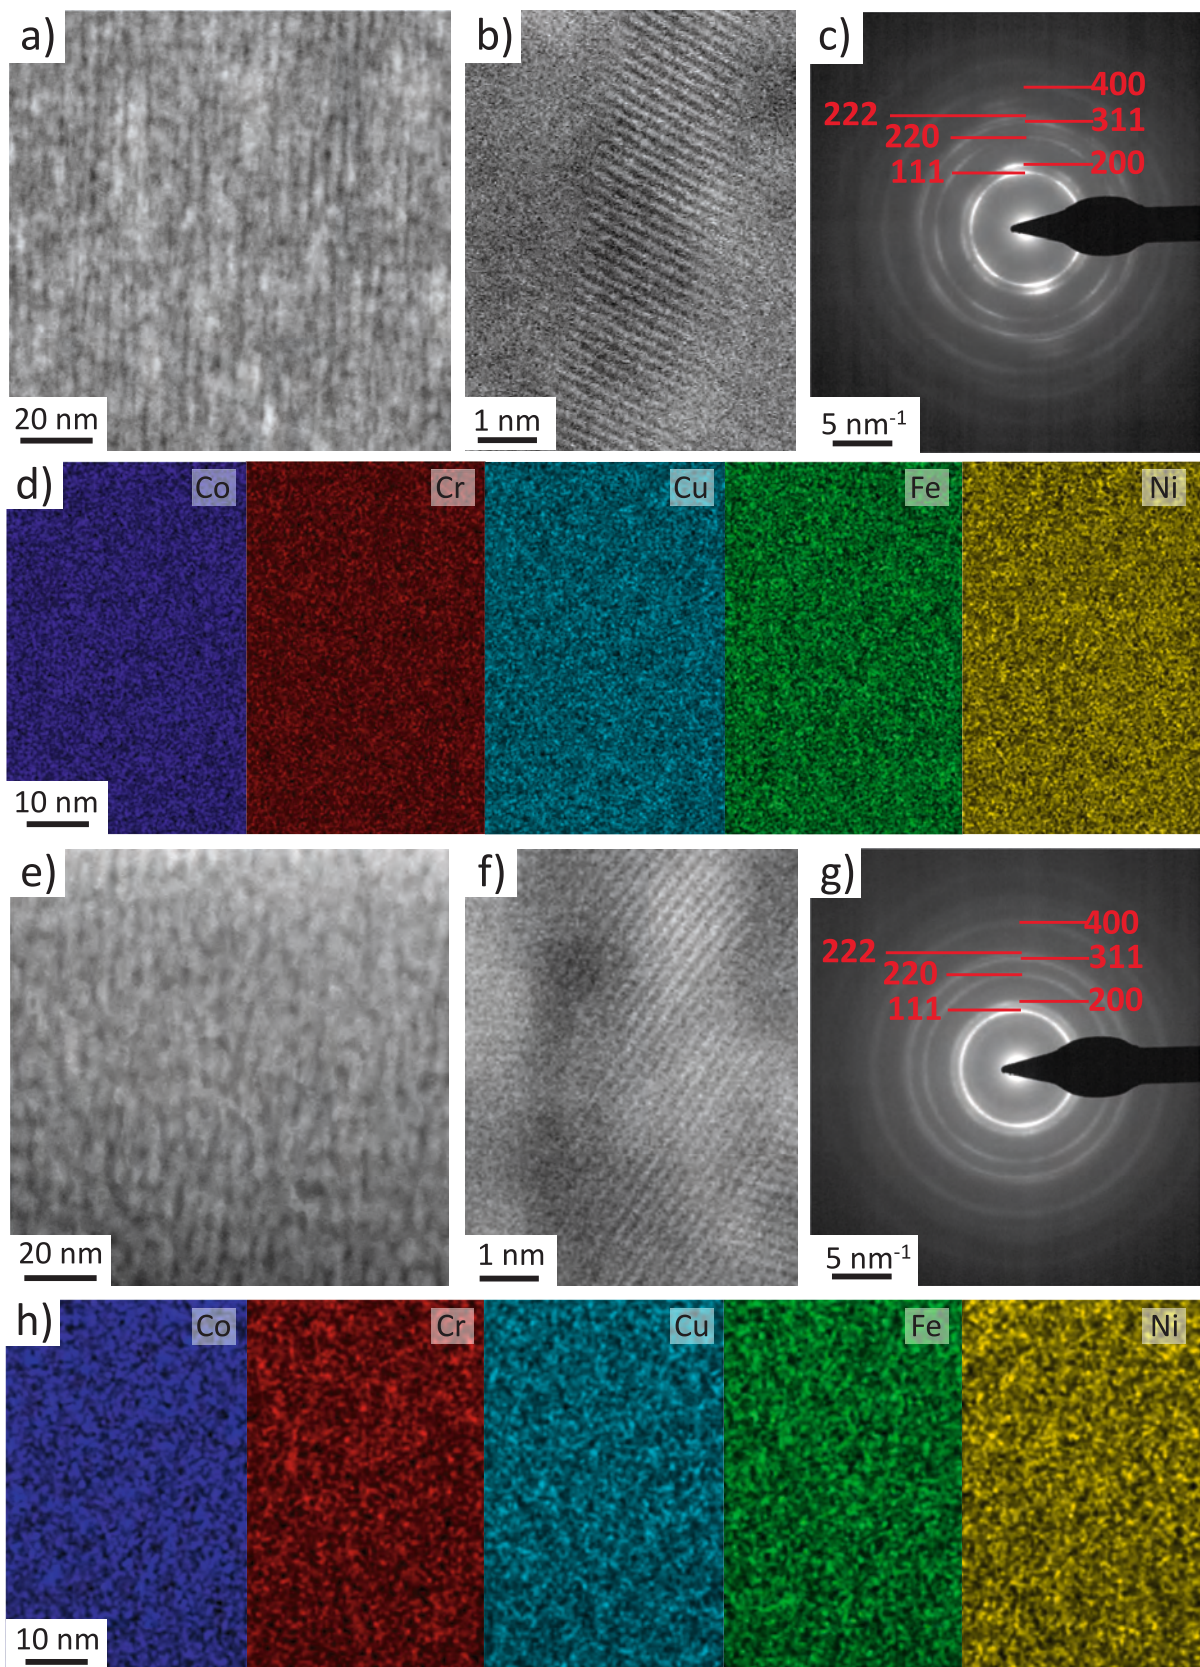 a)
20 nm
b)
1 nm
c)
400
222
311
220
200
111
5 nm⁻¹
d)
Co
Cr
Cu
Fe
Ni
10 nm
e)
20 nm
f)
1 nm
g)
400
222
311
220
200
111
5 nm⁻¹
h)
Co
Cr
Cu
Fe
Ni
10 nm